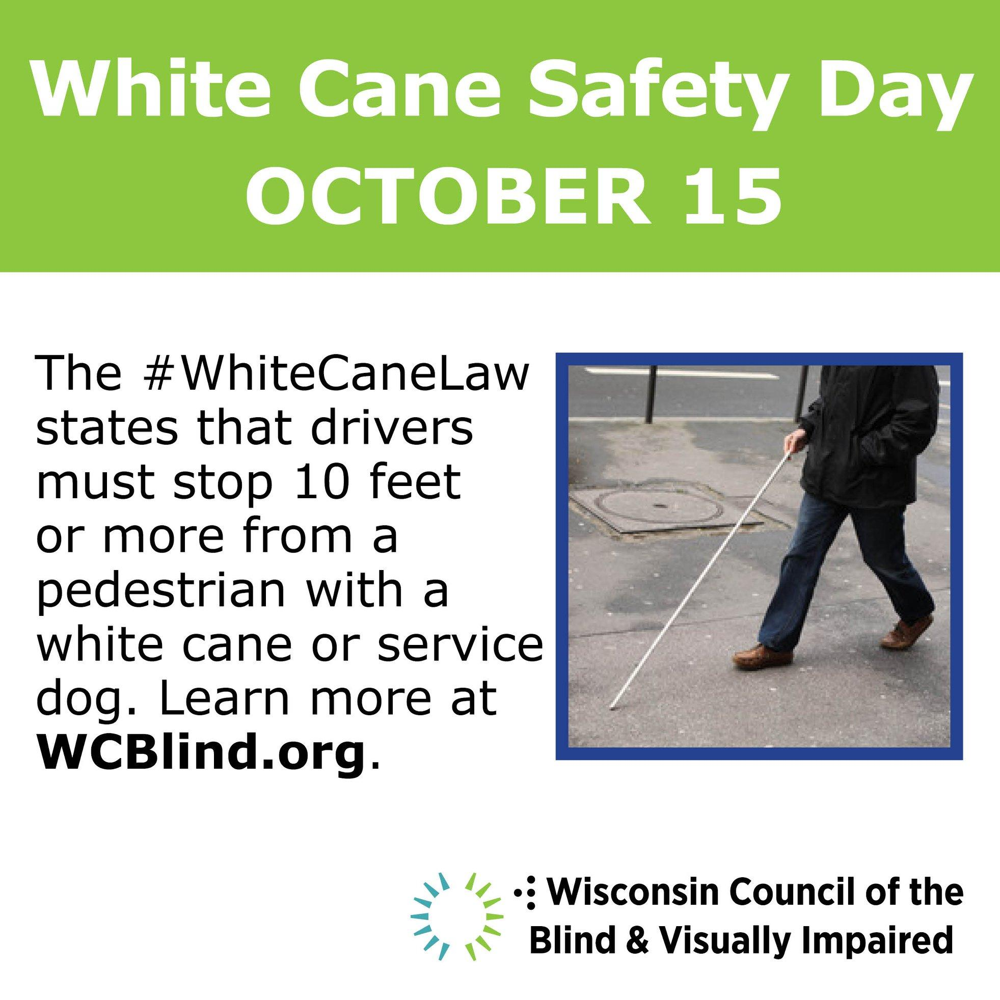 White Cane Safety Day
OCTOBER 15
The #WhiteCaneLaw
states that drivers
must stop 10 feet
or more from a
pedestrian with a
white cane or service
dog. Learn more at
WCBlind.org.
⠺ Wisconsin Council of the
Blind & Visually Impaired